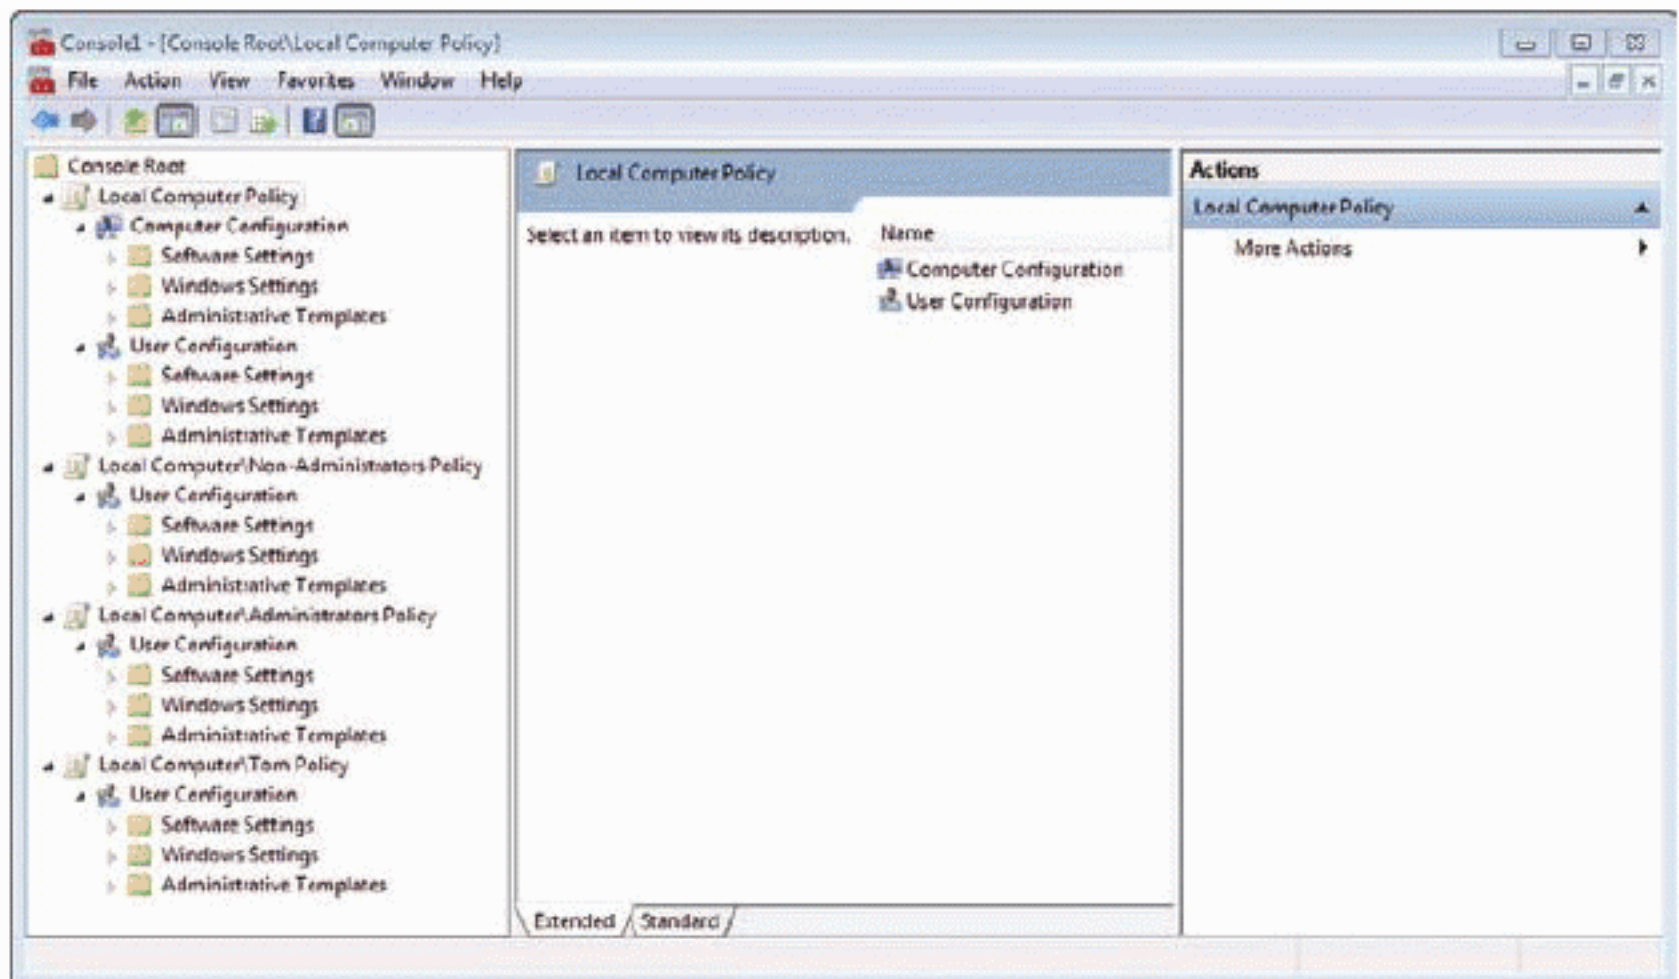 Console1 - [Console Root\Local Computer Policy]
File Action View Favorites Window Help
Console Root
Local Computer Policy
Computer Configuration
Software Settings
Windows Settings
Administrative Templates
User Configuration
Software Settings
Windows Settings
Administrative Templates
Local Computer\Non-Administrators Policy
User Configuration
Software Settings
Windows Settings
Administrative Templates
Local Computer\Administrators Policy
User Configuration
Software Settings
Windows Settings
Administrative Templates
Local Computer\Tom Policy
User Configuration
Software Settings
Windows Settings
Administrative Templates
Local Computer Policy
Select an item to view its description.
Name
Computer Configuration
User Configuration
Extended Standard
Actions
Local Computer Policy
More Actions